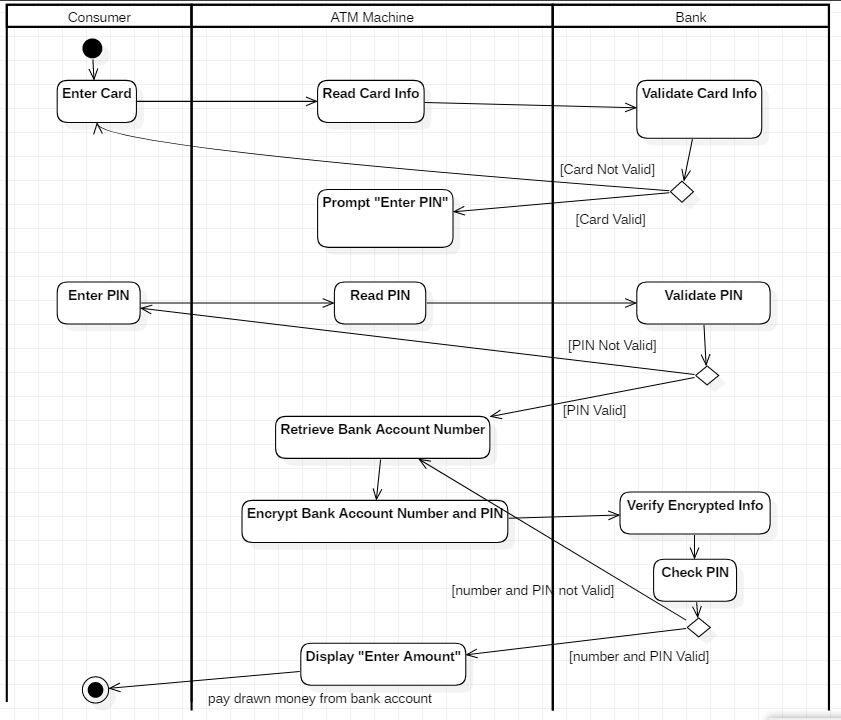 Consumer
ATM Machine
Bank
Enter Card
Read Card Info
Validate Card Info
[Card Not Valid]
Prompt "Enter PIN"
[Card Valid]
Enter PIN
Read PIN
Validate PIN
[PIN Not Valid]
[PIN Valid]
Retrieve Bank Account Number
Encrypt Bank Account Number and PIN
Verify Encrypted Info
Check PIN
[number and PIN not Valid]
Display "Enter Amount"
[number and PIN Valid]
pay drawn money from bank account